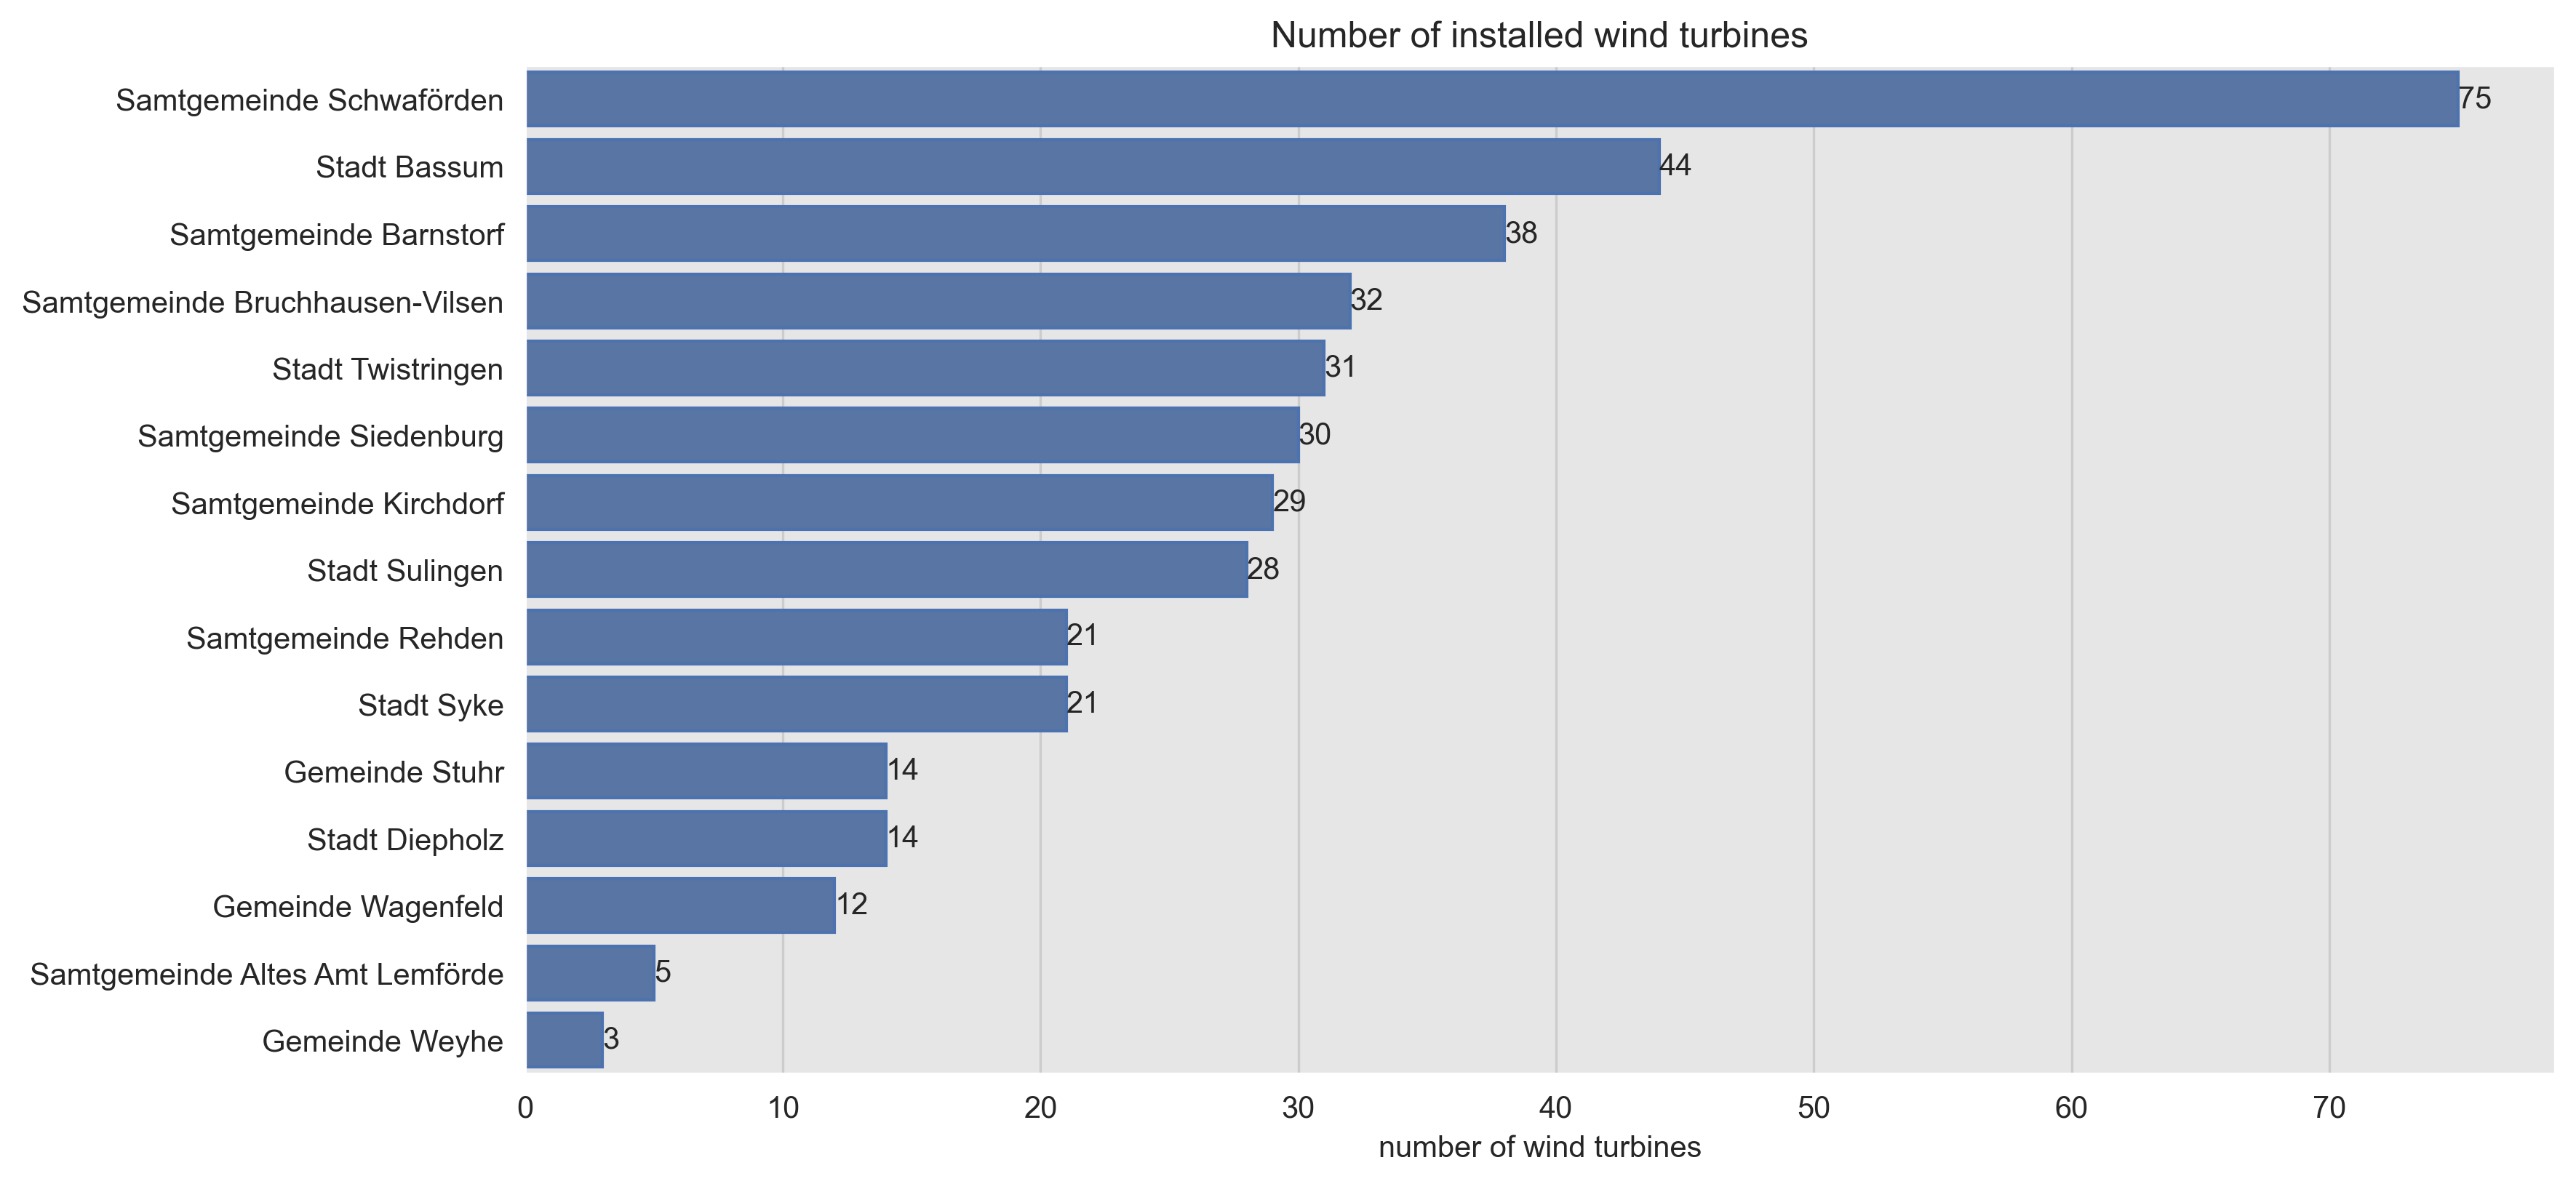 Number of installed wind turbines
Samtgemeinde Schwaförden 75
Stadt Bassum 44
Samtgemeinde Barnstorf 38
Samtgemeinde Bruchhausen-Vilsen 32
Stadt Twistringen 31
Samtgemeinde Siedenburg 30
Samtgemeinde Kirchdorf 29
Stadt Sulingen 28
Samtgemeinde Rehden 21
Stadt Syke 21
Gemeinde Stuhr 14
Stadt Diepholz 14
Gemeinde Wagenfeld 12
Samtgemeinde Altes Amt Lemförde 5
Gemeinde Weyhe 3
0 10 20 30 40 50 60 70
number of wind turbines